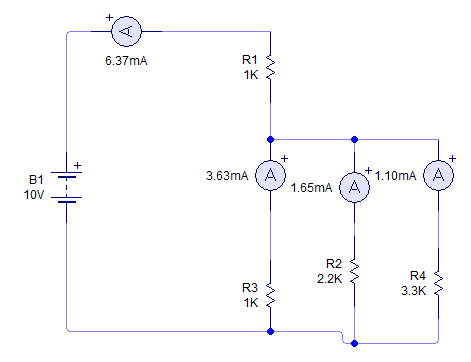 +
A
6.37mA
R1
1K
B1
10V
+
3.63mA
A
+
1.65mA
A
+
1.10mA
A
+
R3
1K
R2
2.2K
R4
3.3K